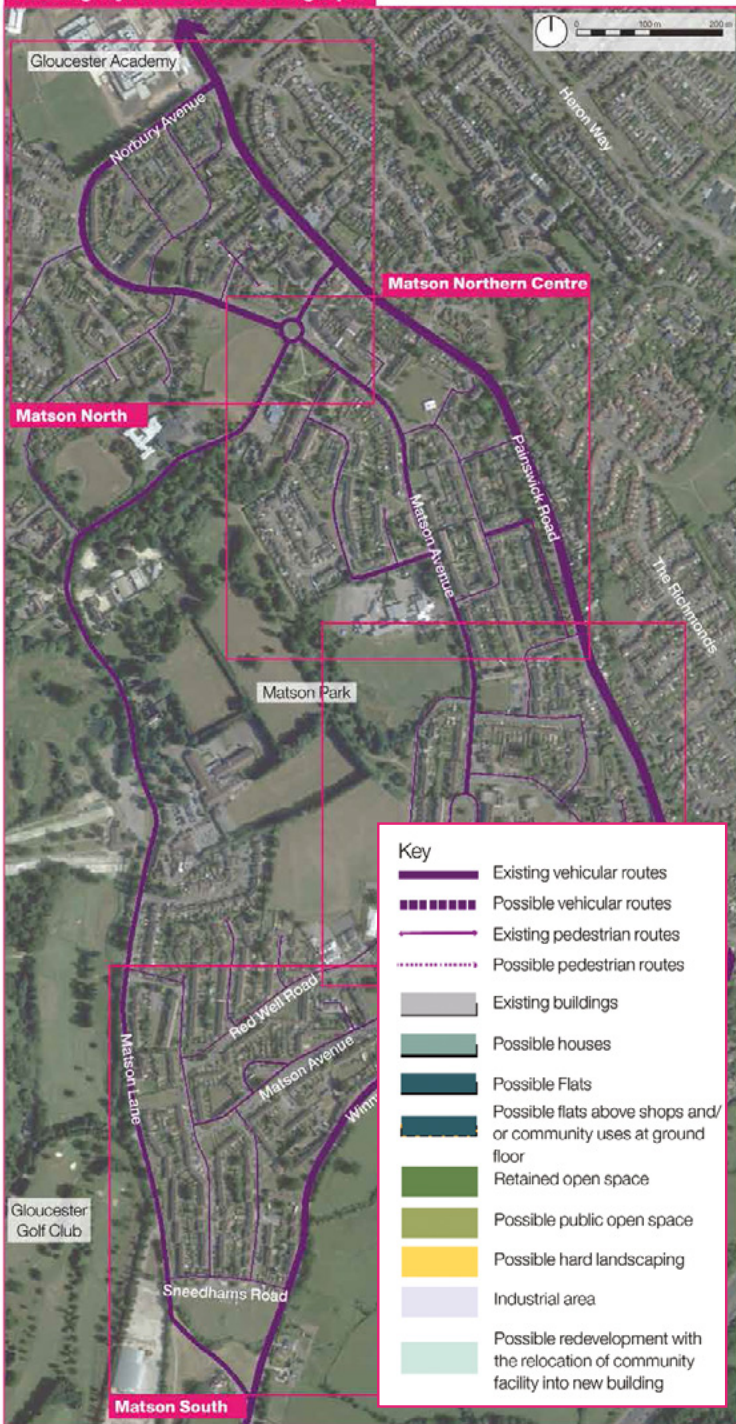 Gloucester Academy
0 100 m 200 m
Heron Way
Norbury Avenue
Matson Northern Centre
Matson North
Painswick Road
Matson Avenue
The Richmonds
Matson Park
Key
Existing vehicular routes
Possible vehicular routes
Existing pedestrian routes
Possible pedestrian routes
Existing buildings
Possible houses
Possible Flats
Possible flats above shops and/
or community uses at ground
floor
Retained open space
Possible public open space
Possible hard landscaping
Industrial area
Possible redevelopment with
the relocation of community
facility into new building
Red Well Road
Matson Avenue
Matson Lane
Gloucester
Golf Club
Sneedhams Road
Matson South